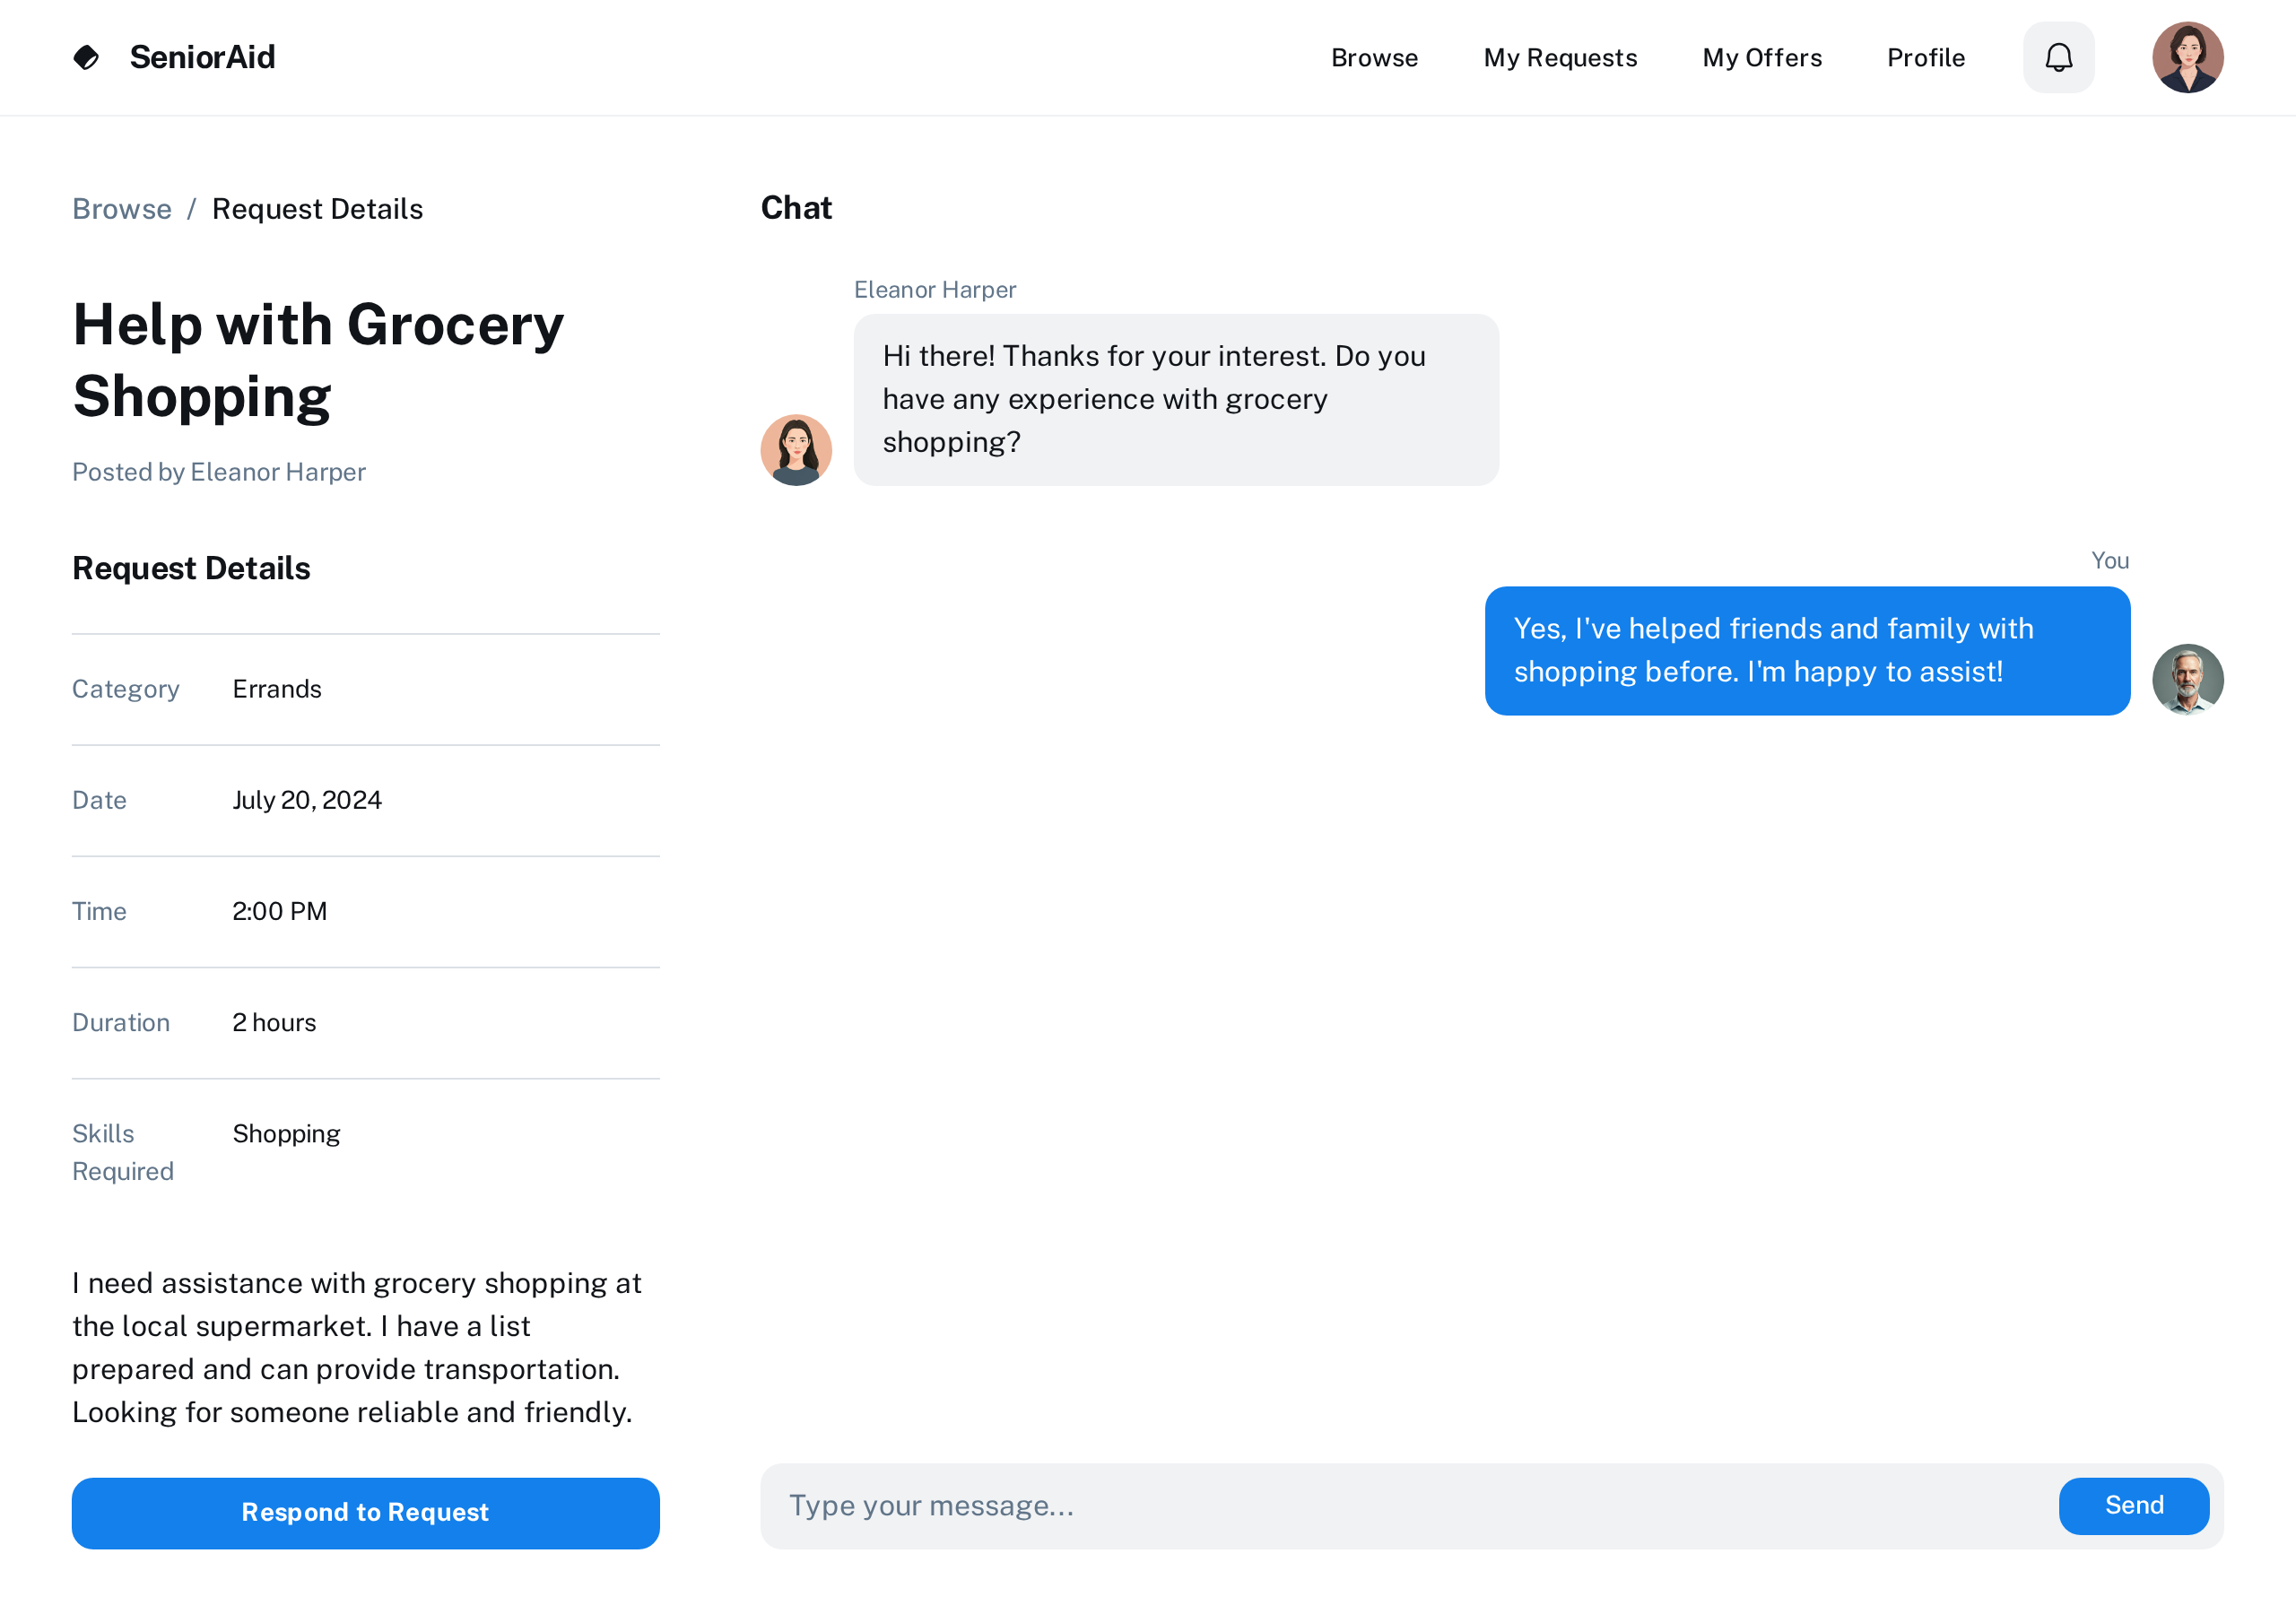 SeniorAid
Browse
My Requests
My Offers
Profile
Browse / Request Details
Help with Grocery
Shopping
Posted by Eleanor Harper
Request Details
Category Errands
Date July 20, 2024
Time 2:00 PM
Duration 2 hours
Skills Shopping
Required
I need assistance with grocery shopping at
the local supermarket. I have a list
prepared and can provide transportation.
Looking for someone reliable and friendly.
Respond to Request
Chat
Eleanor Harper
Hi there! Thanks for your interest. Do you
have any experience with grocery
shopping?
You
Yes, I've helped friends and family with
shopping before. I'm happy to assist!
Type your message...
Send